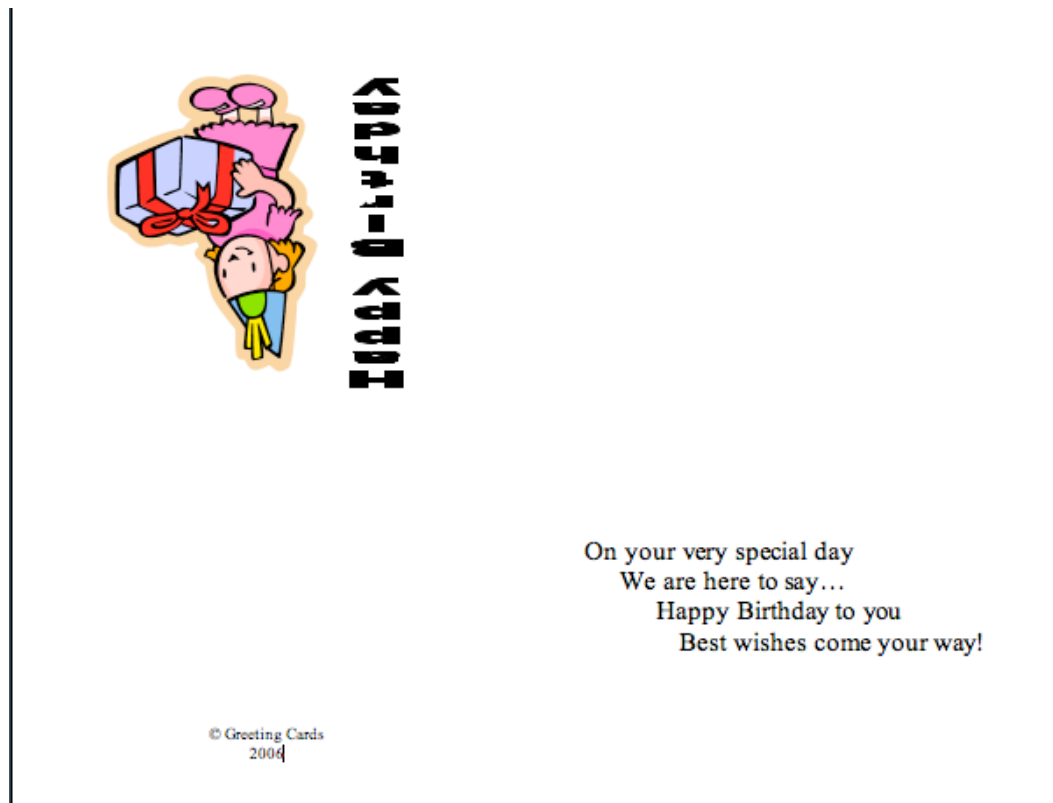 Happy Birthday
On your very special day
We are here to say…
Happy Birthday to you
Best wishes come your way!
© Greeting Cards
2006